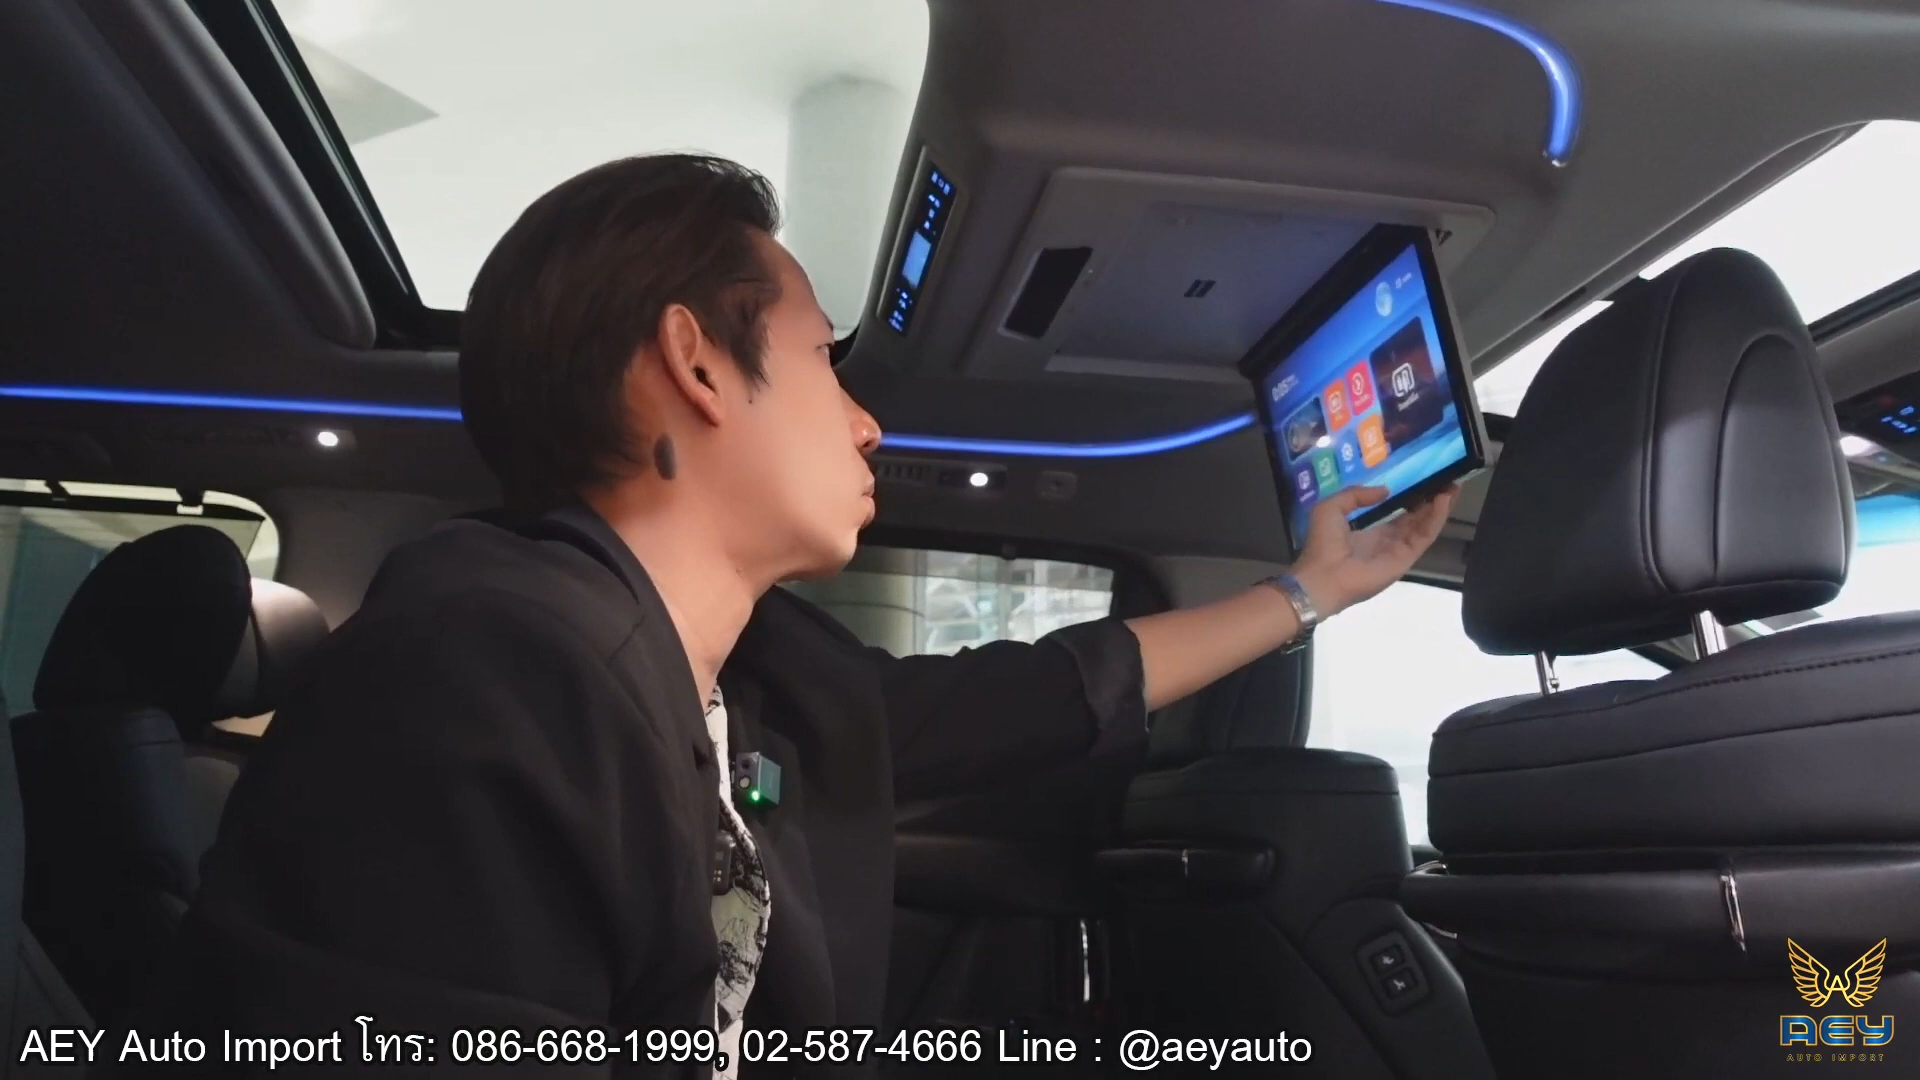 AEY Auto Import โทร: 086-668-1999, 02-587-4666 Line : @aeyauto
AEY
AUTO IMPORT